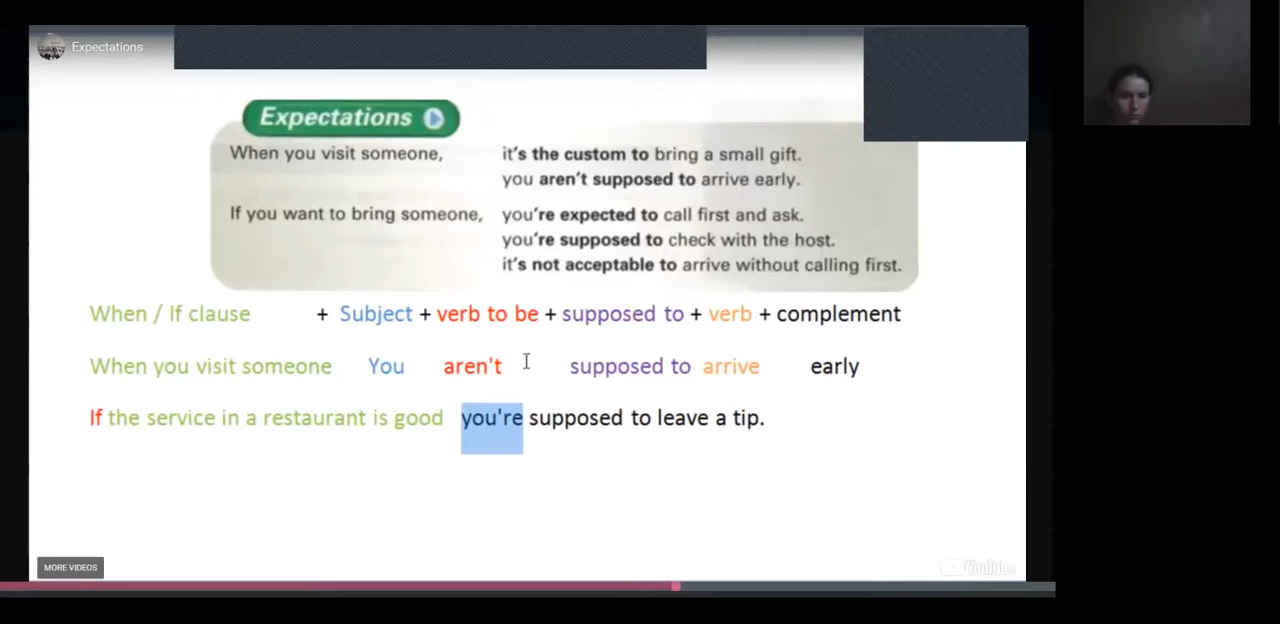 Expectations
Expectations
When you visit someone, it's the custom to bring a small gift.
you aren't supposed to arrive early.
If you want to bring someone, you're expected to call first and ask.
you're supposed to check with the host.
it's not acceptable to arrive without calling first.
When / If clause + Subject + verb to be + supposed to + verb + complement
When you visit someone You aren't supposed to arrive early
If the service in a restaurant is good you're supposed to leave a tip.
MORE VIDEOS
YouTube